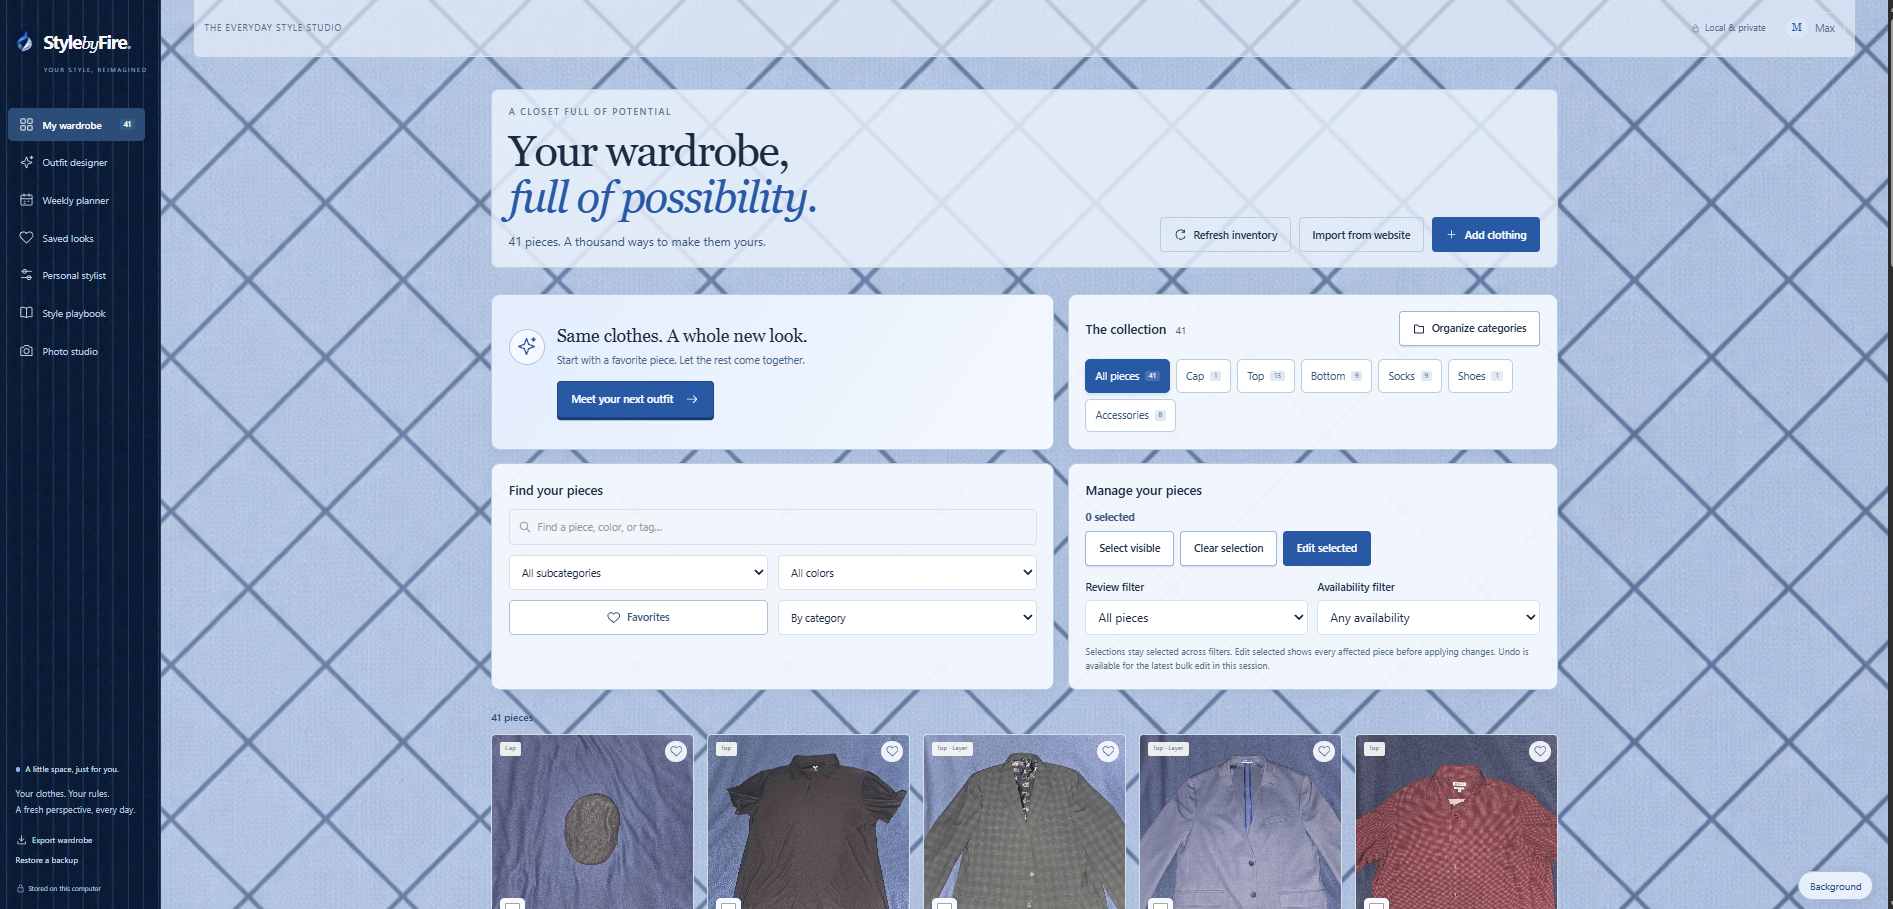 StylebyFire.
YOUR STYLE, REIMAGINED
My wardrobe 41
Outfit designer
Weekly planner
Saved looks
Personal stylist
Style playbook
Photo studio
A little space, just for you.
Your clothes. Your rules.
A fresh perspective, every day.
Export wardrobe
Restore a backup
Stored on this computer
THE EVERYDAY STYLE STUDIO
Local & private
M Max
A CLOSET FULL OF POTENTIAL
Your wardrobe,
full of possibility.
41 pieces. A thousand ways to make them yours.
Refresh inventory
Import from website
+ Add clothing
Same clothes. A whole new look.
Start with a favorite piece. Let the rest come together.
Meet your next outfit →
The collection 41
Organize categories
All pieces 41
Cap 1
Top 13
Bottom 9
Socks 9
Shoes 1
Accessories 8
Find your pieces
Find a piece, color, or tag...
All subcategories
All colors
Favorites
By category
Manage your pieces
0 selected
Select visible
Clear selection
Edit selected
Review filter
Availability filter
All pieces
Any availability
Selections stay selected across filters. Edit selected shows every affected piece before applying changes. Undo is
available for the latest bulk edit in this session.
41 pieces
Cap
Top
Top · Layer
Top · Layer
Top
Background